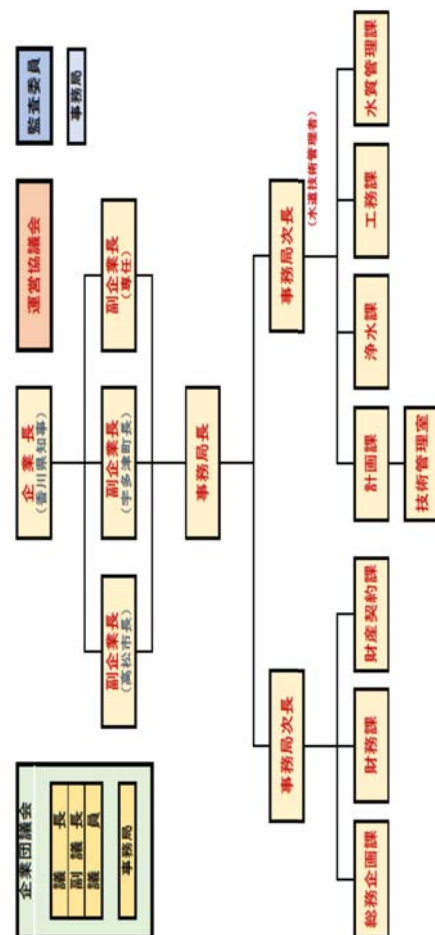 企業団議会
議長
副議長
議員
事務局
企業長
(香川県知事)
運営協議会
監査委員
事務局
副企業長
(高松市長)
副企業長
(宇多津町長)
副企業長
(専任)
事務局長
事務局次長
事務局次長
(水道技術管理者)
総務企画課
財務課
財産契約課
計画課
浄水課
工務課
水質管理課
技術管理室